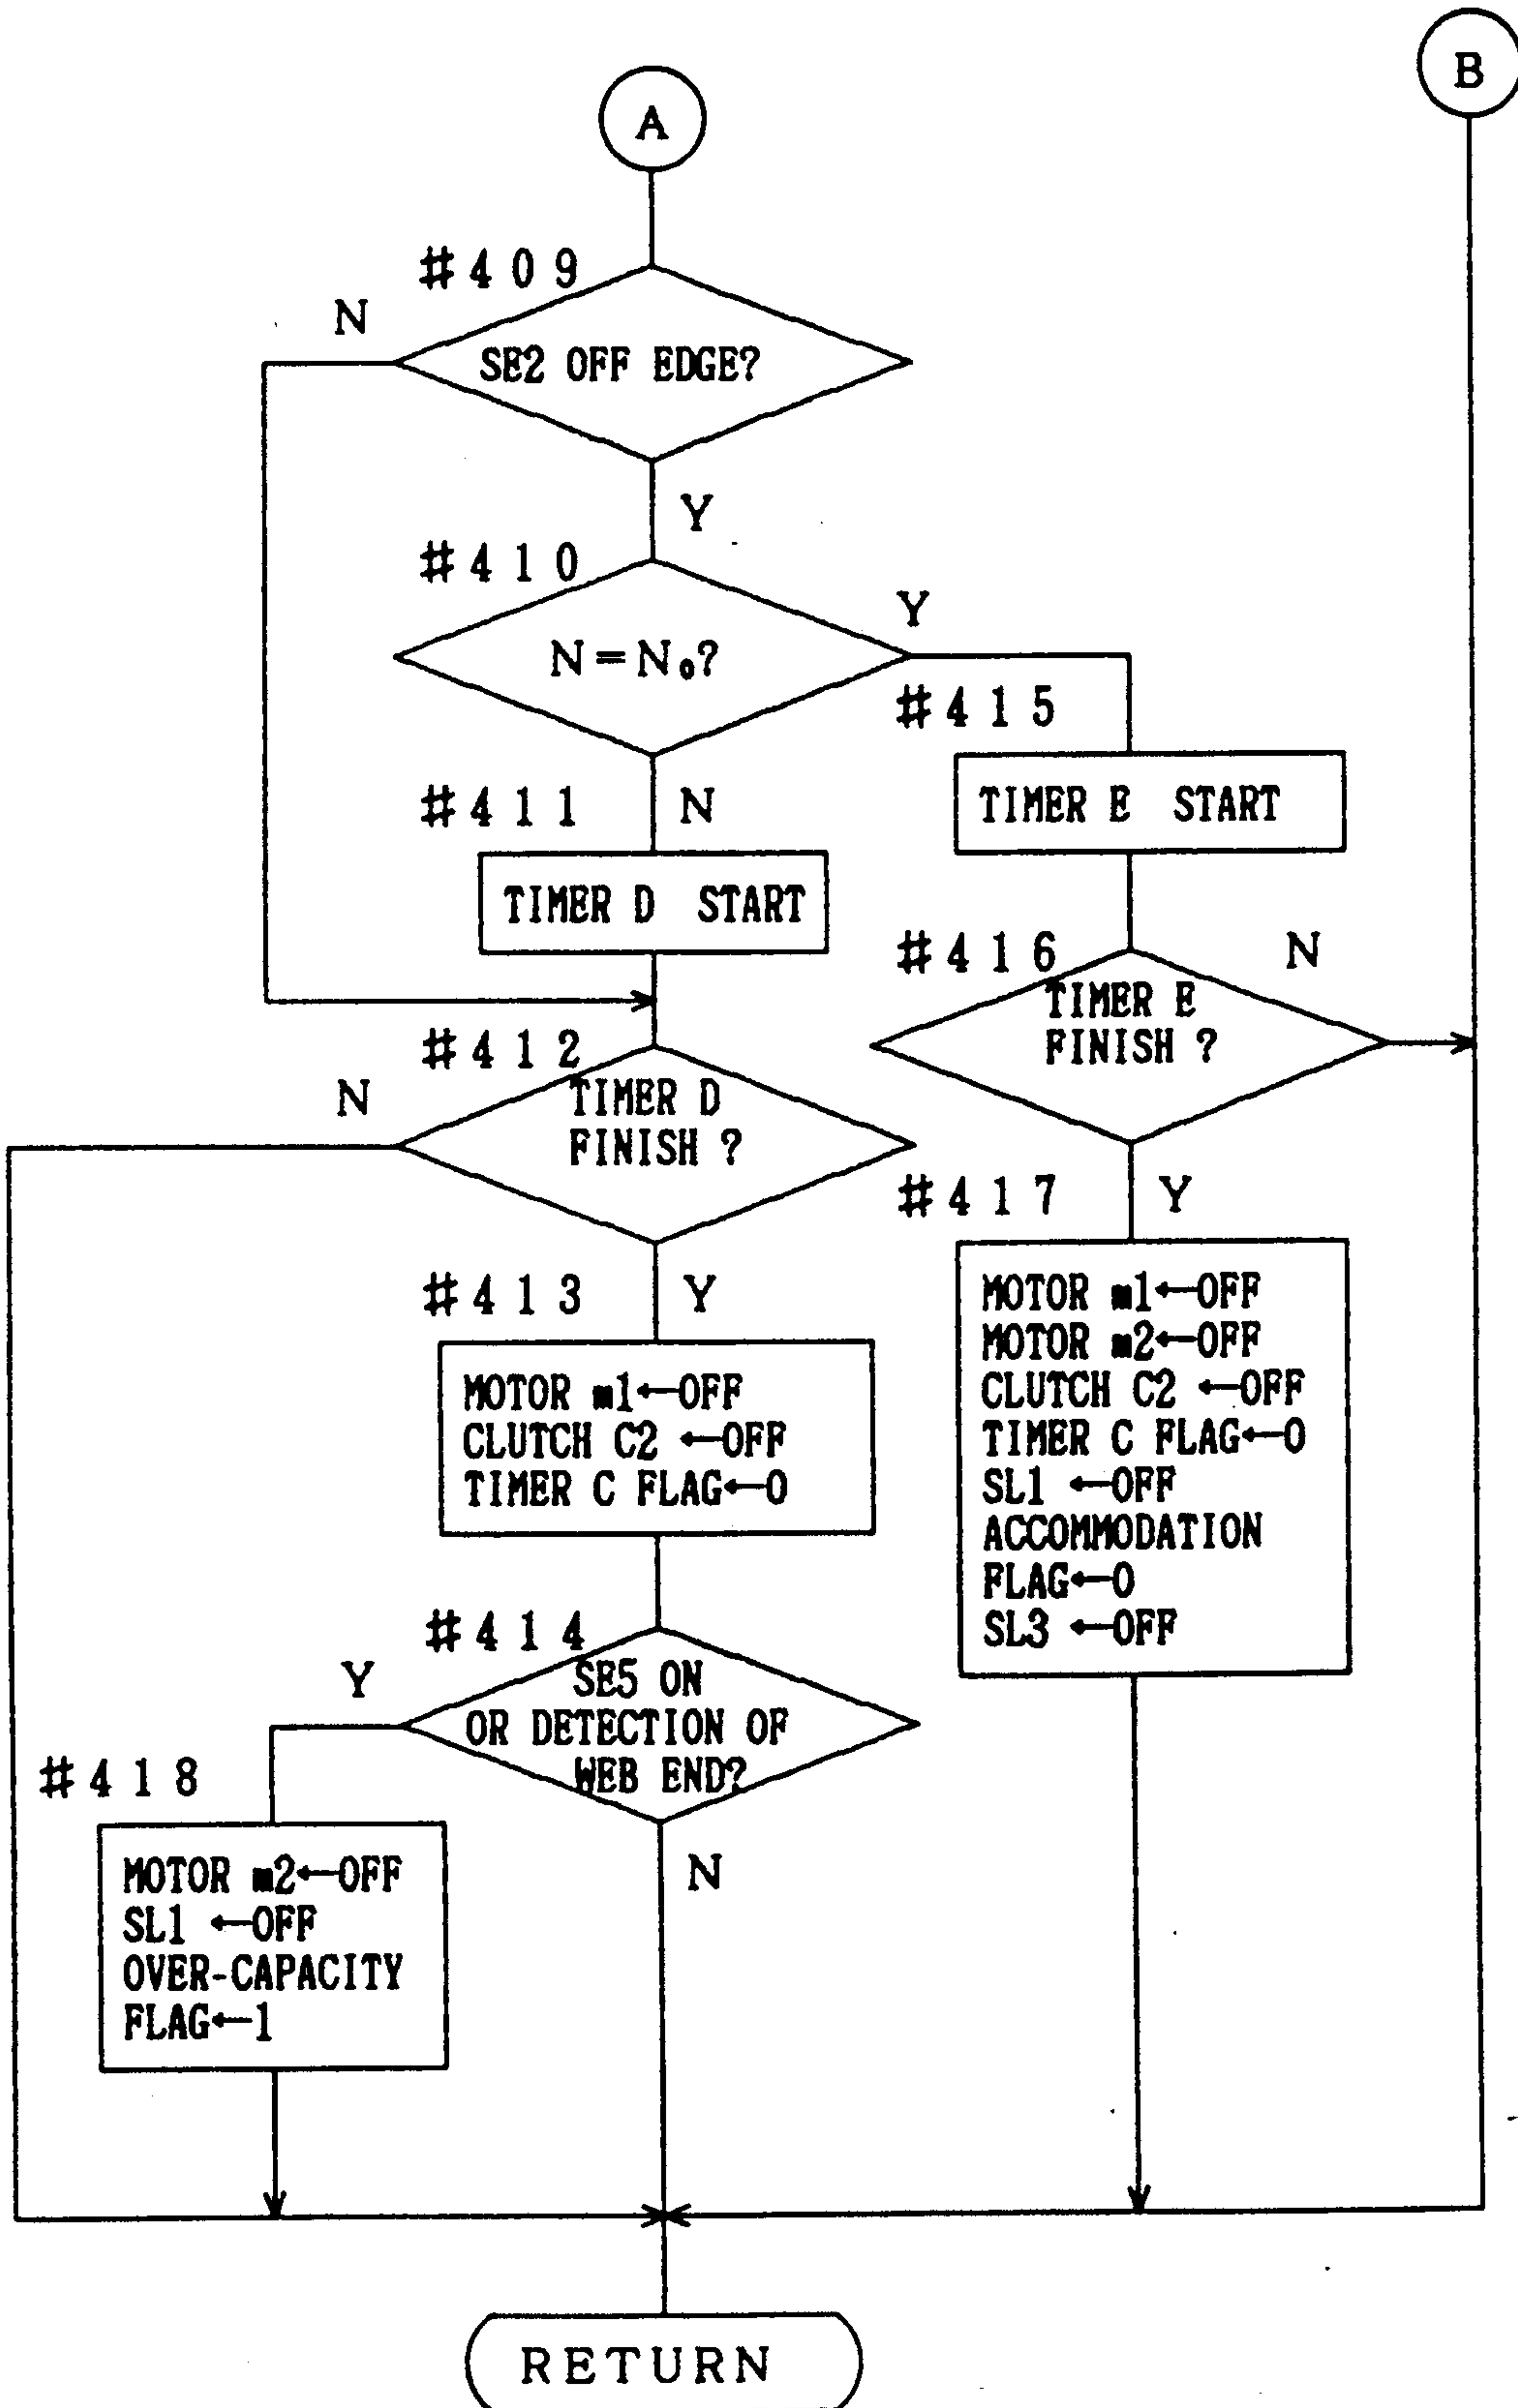 B
A
#409
N
SE2 OFF EDGE?
Y
#410
Y
N=N₀?
#415
#411
N
TIMER E START
TIMER D START
#416
N
TIMER E
FINISH ?
#412
N
TIMER D
FINISH ?
#417
Y
#413
Y
MOTOR m1←OFF
MOTOR m2←OFF
CLUTCH C2 ←OFF
TIMER C FLAG←0
SL1 ←OFF
ACCOMMODATION
FLAG←0
SL3 ←OFF
MOTOR m1←OFF
CLUTCH C2 ←OFF
TIMER C FLAG←0
#414
Y
SE5 ON
OR DETECTION OF
WEB END?
#418
N
MOTOR m2←OFF
SL1 ←OFF
OVER-CAPACITY
FLAG←1
RETURN